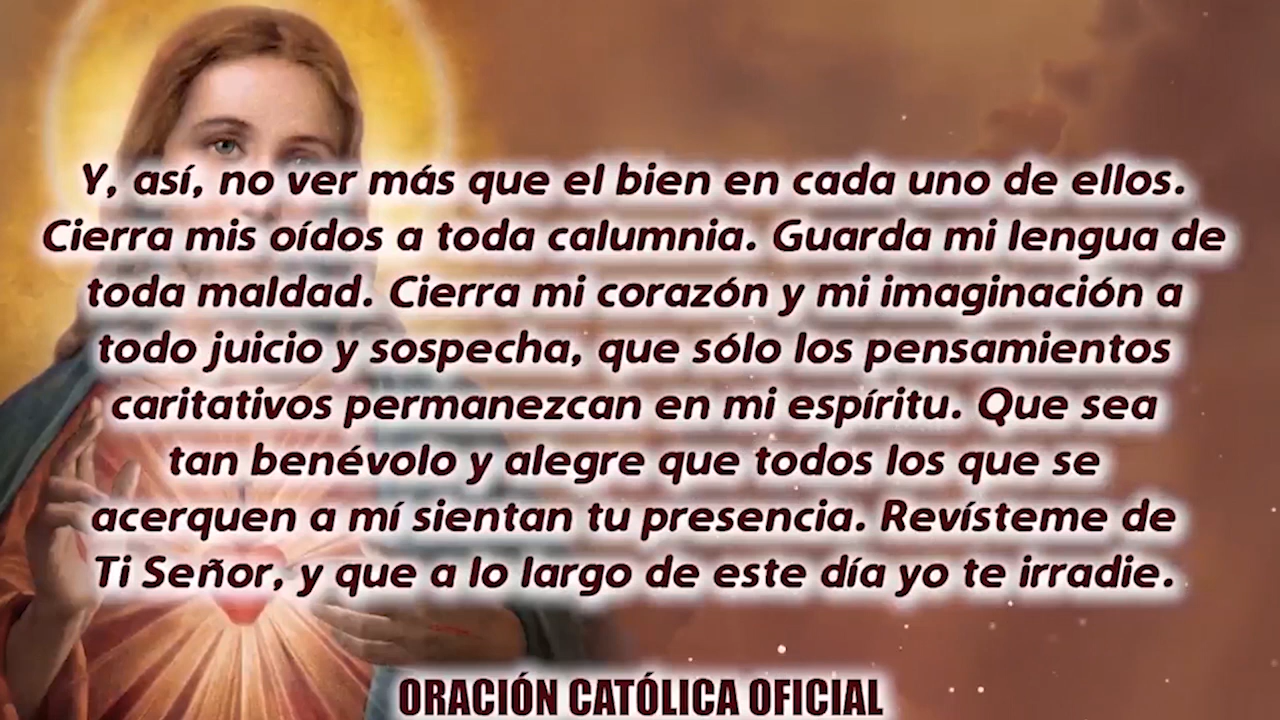 Y, así, no ver más que el bien en cada uno de ellos.
Cierra mis oídos a toda calumnia. Guarda mi lengua de
toda maldad. Cierra mi corazón y mi imaginación a
todo juicio y sospecha, que sólo los pensamientos
caritativos permanezcan en mi espíritu. Que sea
tan benévolo y alegre que todos los que se
acerquen a mí sientan tu presencia. Revísteme de
Ti Señor, y que a lo largo de este día yo te irradie.
ORACIÓN CATÓLICA OFICIAL